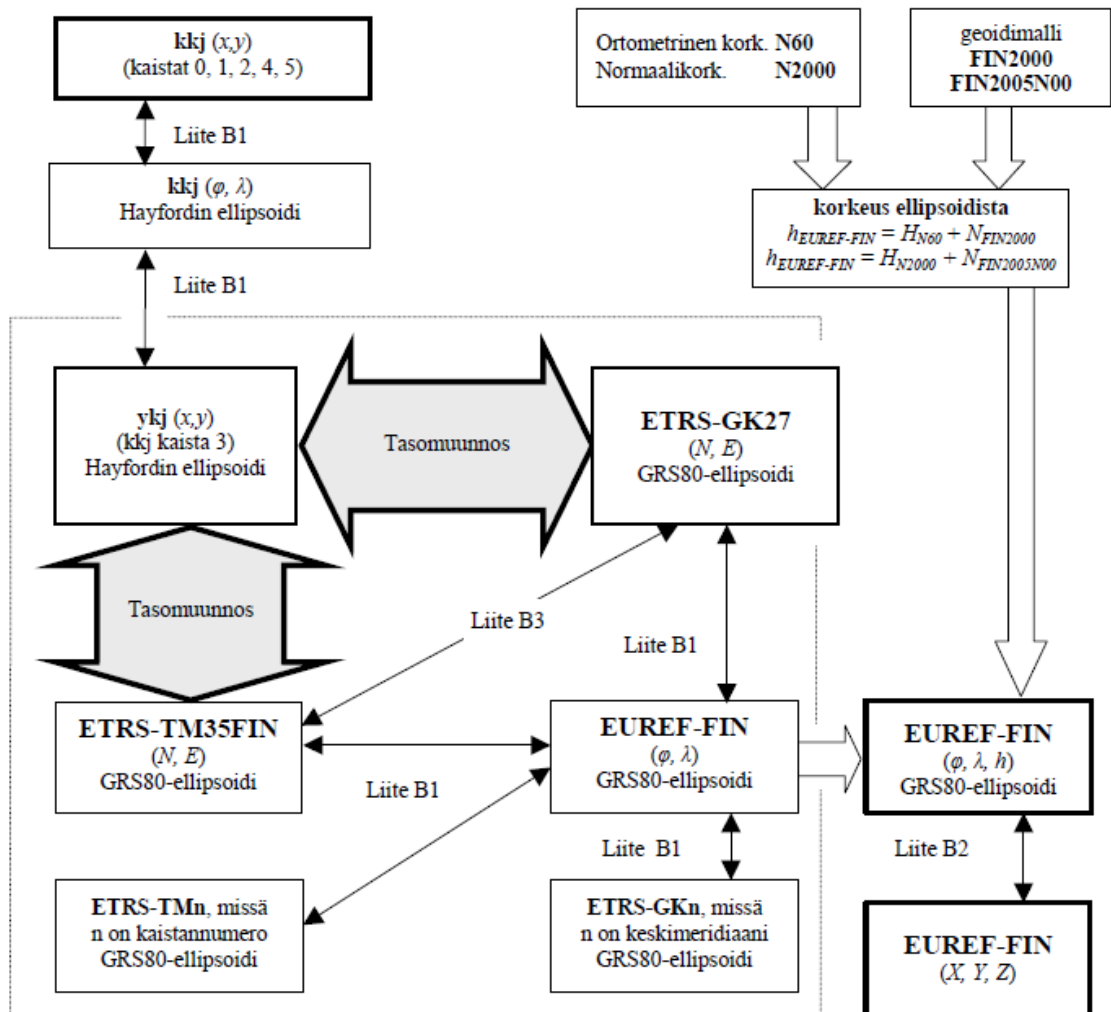 kkj (x,y)
(kaistat 0, 1, 2, 4, 5)
Ortometrinen kork. N60
Normaalikork. N2000
geoidimalli
FIN2000
FIN2005N00
Liite B1
kkj (φ, λ)
Hayfordin ellipsoidi
korkeus ellipsoidista
hEUREF-FIN = HN60 + NFIN2000
hEUREF-FIN = HN2000 + NFIN2005N00
Liite B1
ykj (x,y)
(kkj kaista 3)
Hayfordin ellipsoidi
Tasomuunnos
ETRS-GK27
(N, E)
GRS80-ellipsoidi
Tasomuunnos
Liite B3
Liite B1
ETRS-TM35FIN
(N, E)
GRS80-ellipsoidi
EUREF-FIN
(φ, λ)
GRS80-ellipsoidi
EUREF-FIN
(φ, λ, h)
GRS80-ellipsoidi
Liite B1
Liite B1
Liite B2
ETRS-TMn, missä
n on kaistannumero
GRS80-ellipsoidi
ETRS-GKn, missä
n on keskimeridiaani
GRS80-ellipsoidi
EUREF-FIN
(X, Y, Z)